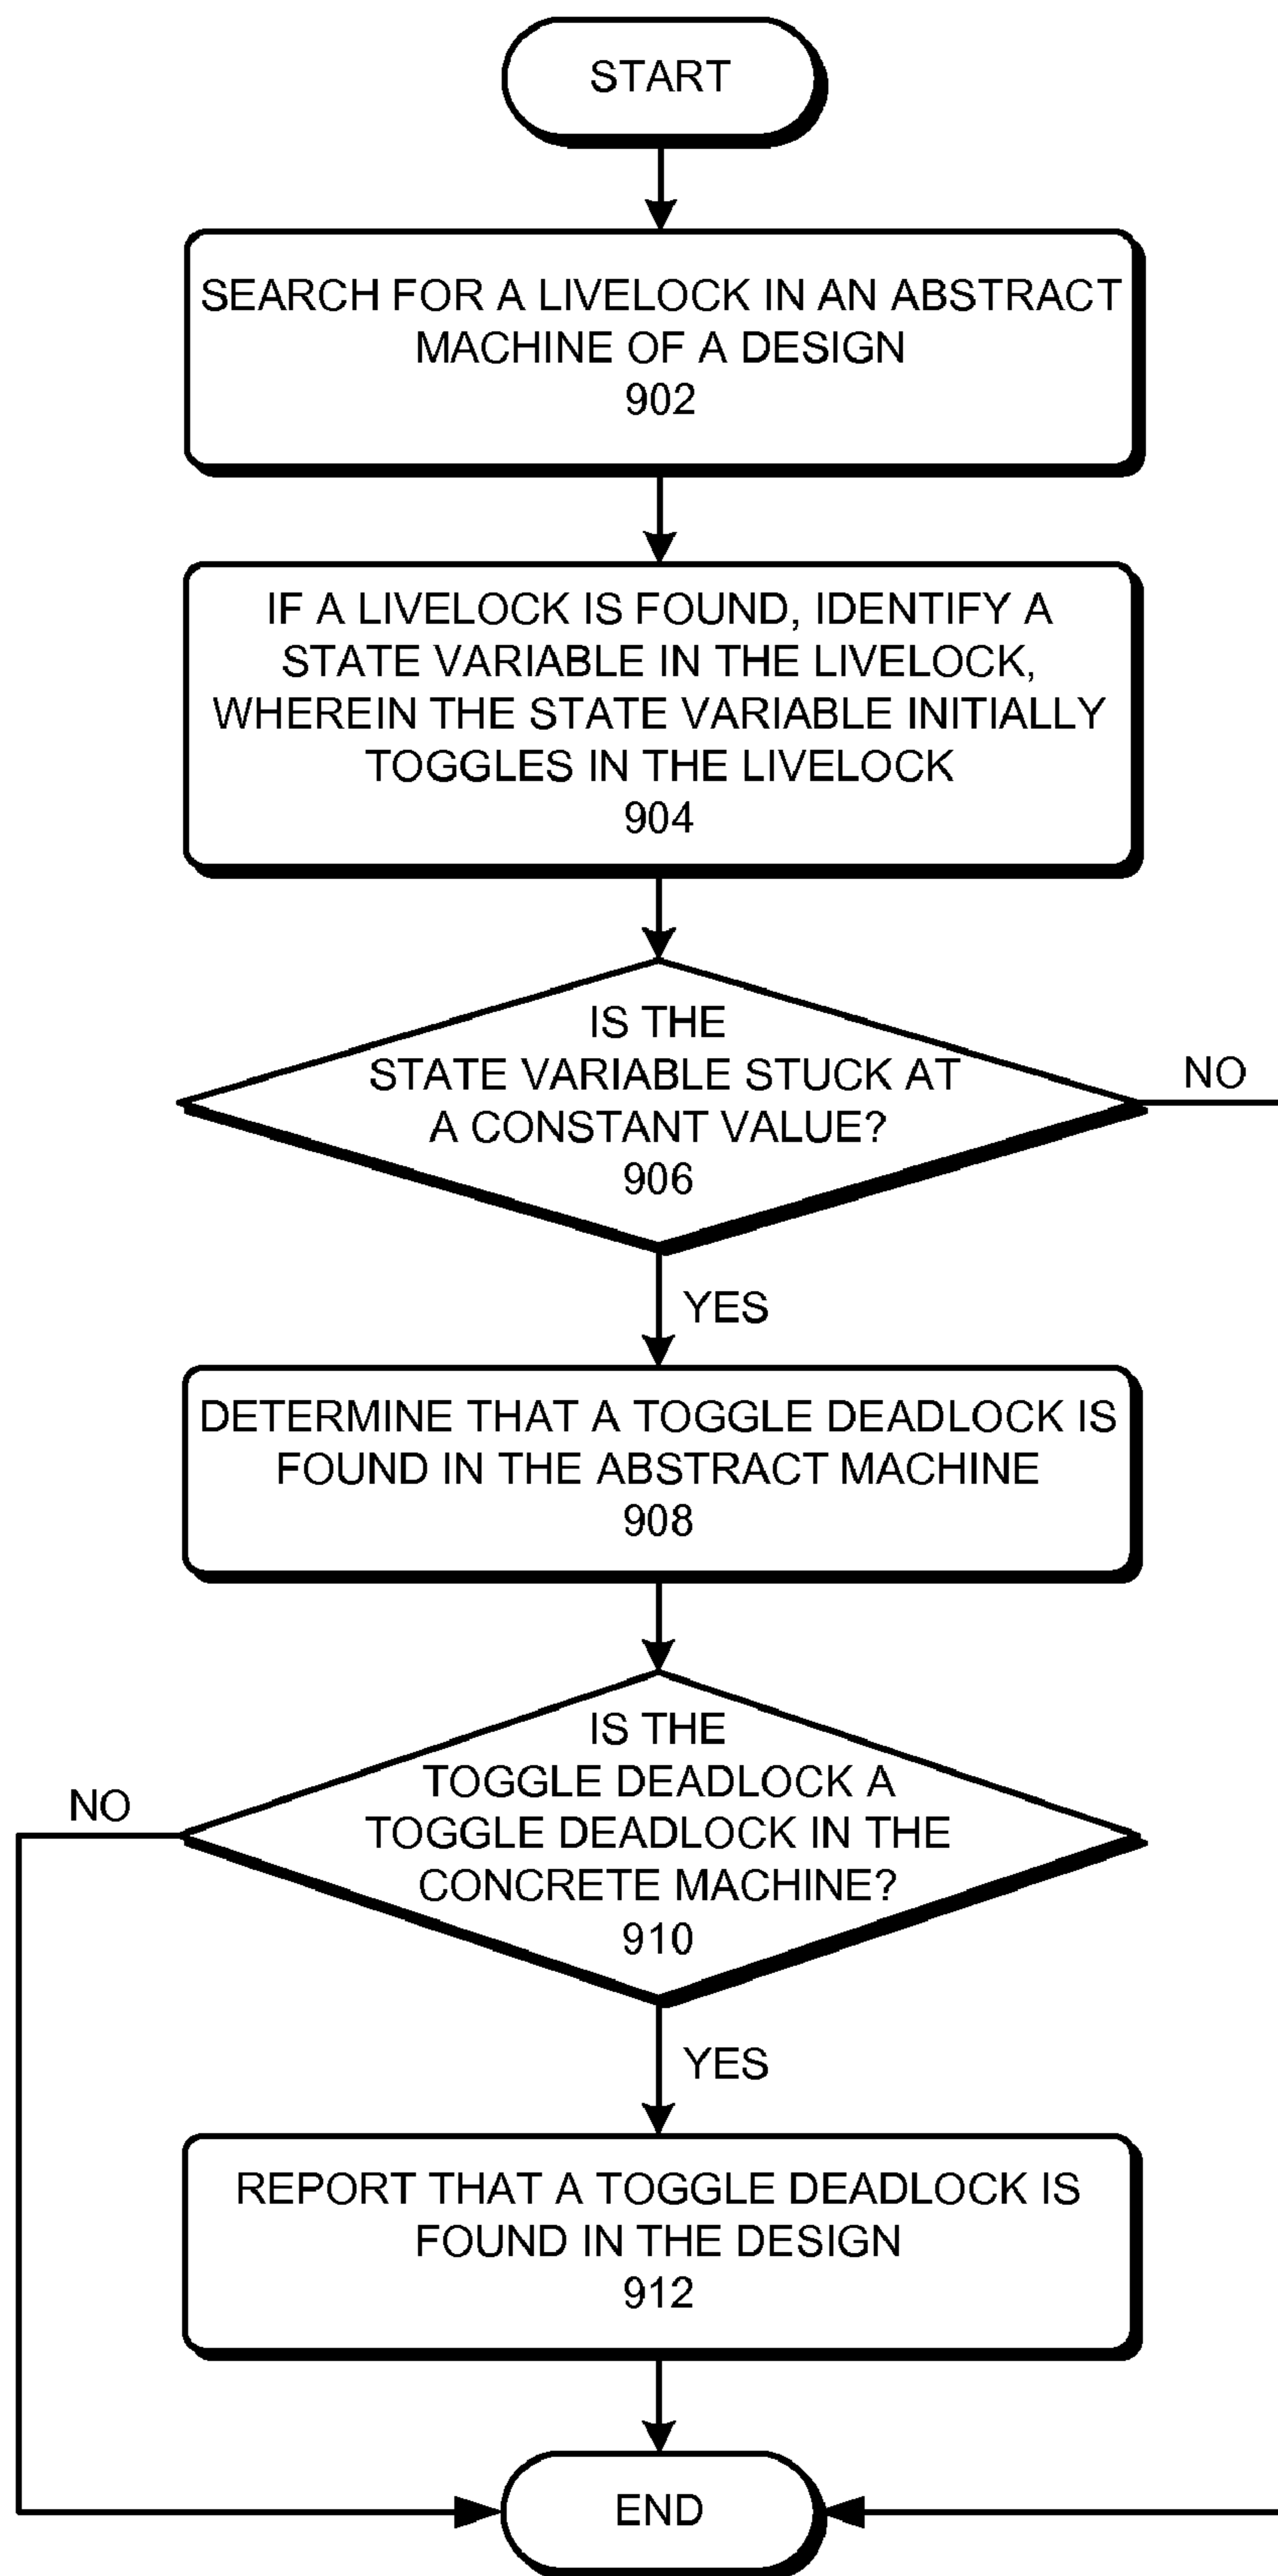 START
SEARCH FOR A LIVELOCK IN AN ABSTRACT
MACHINE OF A DESIGN
902
IF A LIVELOCK IS FOUND, IDENTIFY A
STATE VARIABLE IN THE LIVELOCK,
WHEREIN THE STATE VARIABLE INITIALLY
TOGGLES IN THE LIVELOCK
904
IS THE
STATE VARIABLE STUCK AT
A CONSTANT VALUE?
906
NO
YES
DETERMINE THAT A TOGGLE DEADLOCK IS
FOUND IN THE ABSTRACT MACHINE
908
IS THE
TOGGLE DEADLOCK A
TOGGLE DEADLOCK IN THE
CONCRETE MACHINE?
910
NO
YES
REPORT THAT A TOGGLE DEADLOCK IS
FOUND IN THE DESIGN
912
END